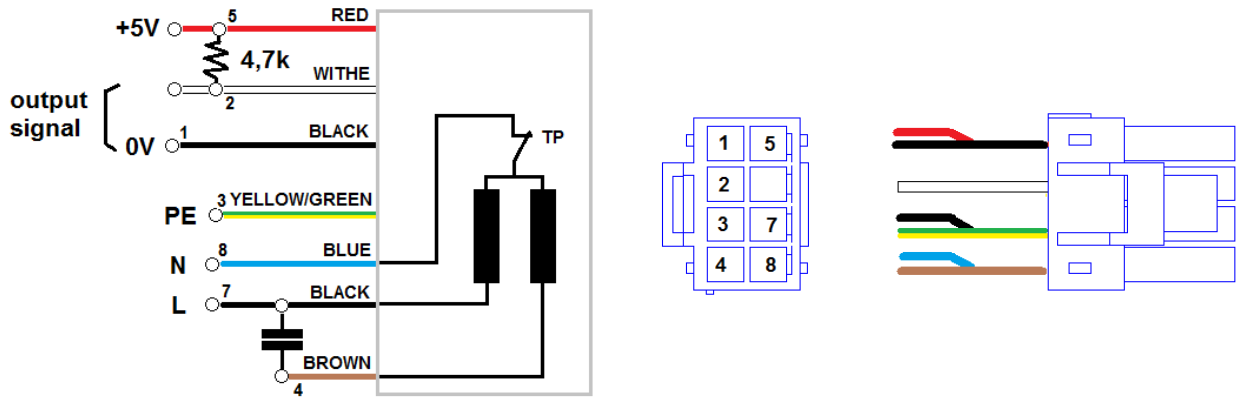 +5V
5
RED
4,7k
WITHE
2
output
signal
1
BLACK
0V
TP
3
YELLOW/GREEN
PE
8
BLUE
N
7
BLACK
L
BROWN
4
1 5
2
3 7
4 8